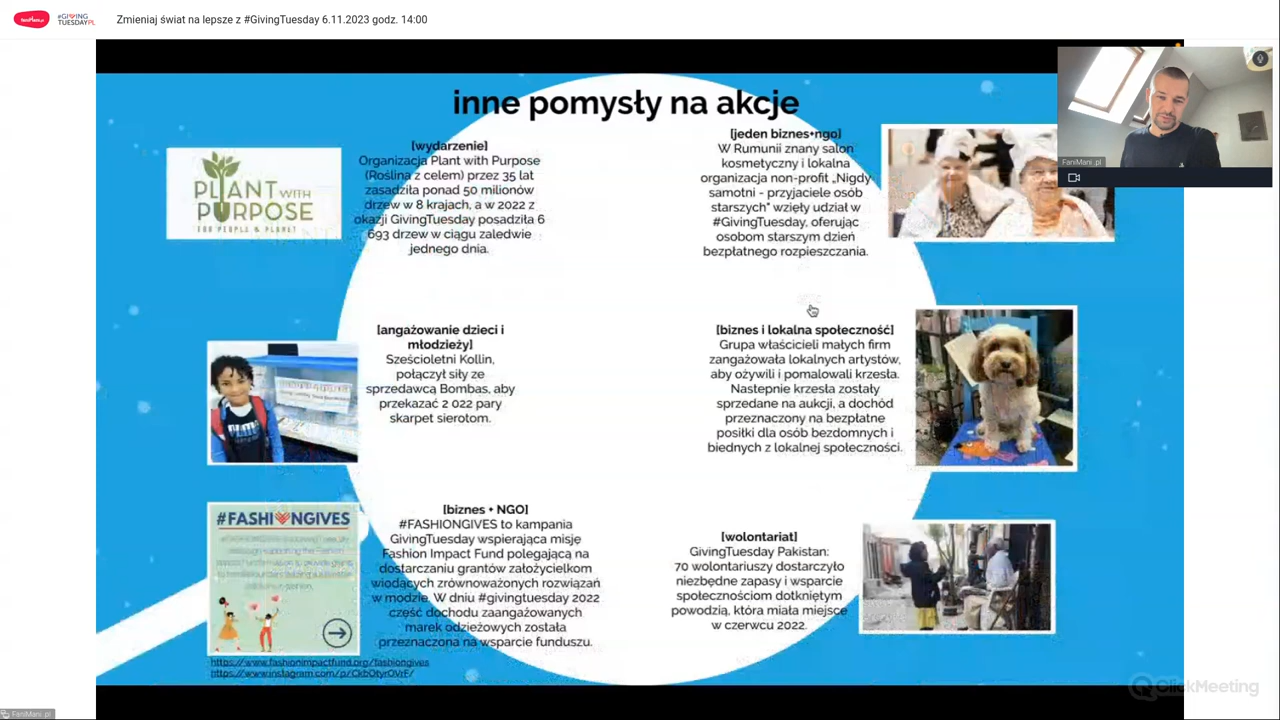 FaniMani.pl
#GIVING
TUESDAYPL
Zmieniaj świat na lepsze z #GivingTuesday 6.11.2023 godz. 14:00
inne pomysły na akcje
PLANT WITH
PURPOSE
FOR PEOPLE & PLANET
[wydarzenie]
Organizacja Plant with Purpose
(Roślina z celem) przez 35 lat
zasadziła ponad 50 milionów
drzew w 8 krajach, a w 2022 z
okazji GivingTuesday posadziła 6
693 drzew w ciągu zaledwie
jednego dnia.
[jeden biznes+ngo]
W Rumunii znany salon
kosmetyczny i lokalna
organizacja non-profit „Nigdy
samotni - przyjaciele osób
starszych" wzięły udział w
#GivingTuesday, oferując
osobom starszym dzień
bezpłatnego rozpieszczania.
FaniMani .pl
[angażowanie dzieci i
młodzieży]
Sześcioletni Kollin,
połączył siły ze
sprzedawcą Bombas, aby
przekazać 2 022 pary
skarpet sierotom.
[biznes i lokalna społeczność]
Grupa właścicieli małych firm
zangażowała lokalnych artystów,
aby ożywili i pomalowali krzesła.
Nastepnie krzesła zostały
sprzedane na aukcji, a dochód
przeznaczony na bezpłatne
posiłki dla osób bezdomnych i
biednych z lokalnej społeczności.
#FASHIONGIVES
[biznes + NGO]
#FASHIONGIVES to kampania
GivingTuesday wspierająca misję
Fashion Impact Fund polegającą na
dostarczaniu grantów założycielkom
wiodących zrównoważonych rozwiązań
w modzie. W dniu #givingtuesday 2022
część dochodu zaangażowanych
marek odzieżowych została
przeznaczona na wsparcie funduszu.
https://www.fashionimpactfund.org/fashiongives
https://www.instagram.com/p/CkbOtyrOVrE/
[wolontariat]
GivingTuesday Pakistan:
70 wolontariuszy dostarczyło
niezbędne zapasy i wsparcie
społecznościom dotkniętym
powodzią, która miała miejsce
w czerwcu 2022.
ClickMeeting
FaniMani .pl